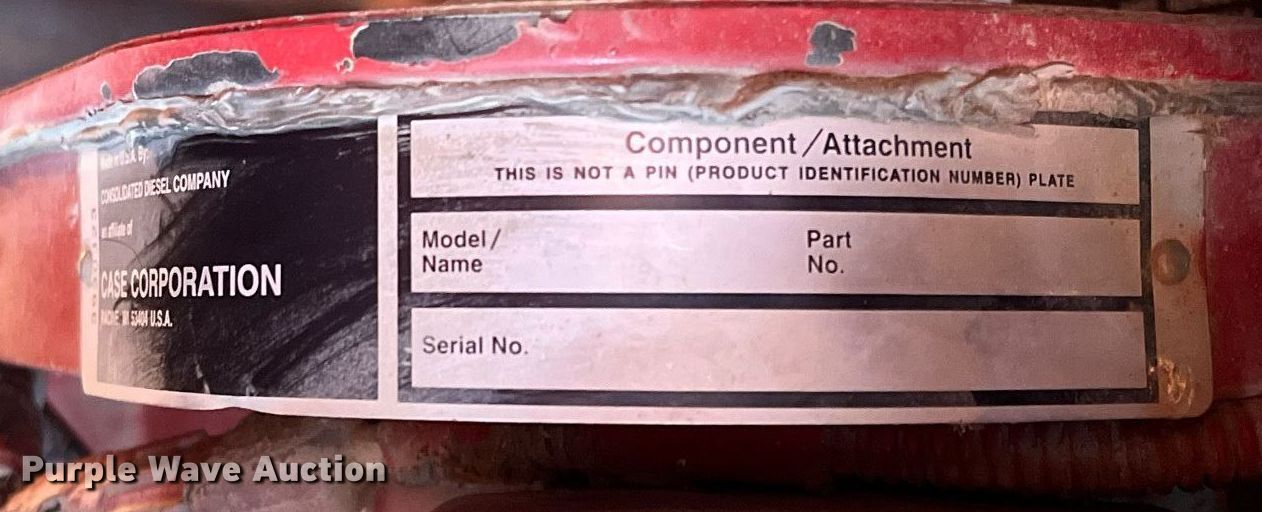 Made in U.S.A. By:
CONSOLIDATED DIESEL COMPANY
an affiliate of
CASE CORPORATION
RACINE WI 53404 U.S.A.
Component/Attachment
THIS IS NOT A PIN (PRODUCT IDENTIFICATION NUMBER) PLATE
Model/
Name
Part
No.
Serial No.
Purple Wave Auction